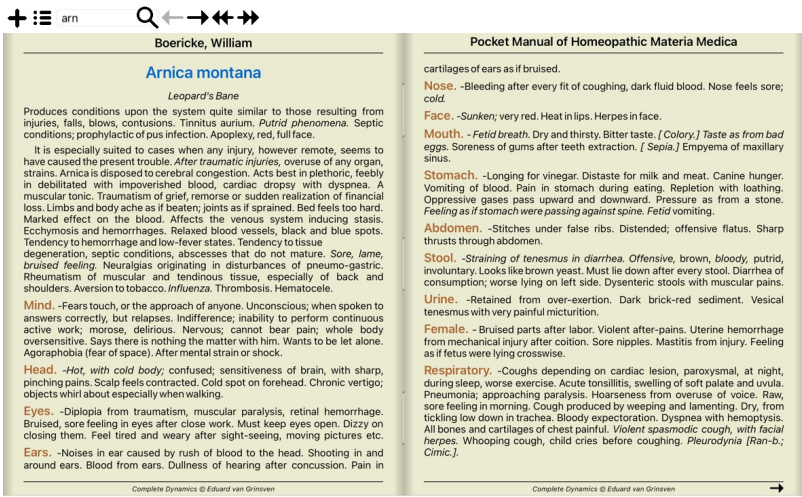 arn
Boericke, William
Arnica montana
Leopard's Bane
Produces conditions upon the system quite similar to those resulting from
injuries, falls, blows, contusions. Tinnitus aurium. Putrid phenomena. Septic
conditions; prophylactic of pus infection. Apoplexy, red, full face.
It is especially suited to cases when any injury, however remote, seems to
have caused the present trouble. After traumatic injuries, overuse of any organ,
strains. Arnica is disposed to cerebral congestion. Acts best in plethoric, feebly
in debilitated with impoverished blood, cardiac dropsy with dyspnea. A
muscular tonic. Traumatism of grief, remorse or sudden realization of financial
loss. Limbs and body ache as if beaten; joints as if sprained. Bed feels too hard.
Marked effect on the blood. Affects the venous system inducing stasis.
Ecchymosis and hemorrhages. Relaxed blood vessels, black and blue spots.
Tendency to hemorrhage and low-fever states. Tendency to tissue
degeneration, septic conditions, abscesses that do not mature. Sore, lame,
bruised feeling. Neuralgias originating in disturbances of pneumo-gastric.
Rheumatism of muscular and tendinous tissue, especially of back and
shoulders. Aversion to tobacco. Influenza. Thrombosis. Hematocele.
Mind. -Fears touch, or the approach of anyone. Unconscious; when spoken to
answers correctly, but relapses. Indifference; inability to perform continuous
active work; morose, delirious. Nervous; cannot bear pain; whole body
oversensitive. Says there is nothing the matter with him. Wants to be let alone.
Agoraphobia (fear of space). After mental strain or shock.
Head. -Hot, with cold body; confused; sensitiveness of brain, with sharp,
pinching pains. Scalp feels contracted. Cold spot on forehead. Chronic vertigo;
objects whirl about especially when walking.
Eyes. -Diplopia from traumatism, muscular paralysis, retinal hemorrhage.
Bruised, sore feeling in eyes after close work. Must keep eyes open. Dizzy on
closing them. Feel tired and weary after sight-seeing, moving pictures etc.
Ears. -Noises in ear caused by rush of blood to the head. Shooting in and
around ears. Blood from ears. Dullness of hearing after concussion. Pain in
Complete Dynamics © Eduard van Grinsven
Pocket Manual of Homeopathic Materia Medica
cartilages of ears as if bruised.
Nose. -Bleeding after every fit of coughing, dark fluid blood. Nose feels sore;
cold.
Face. -Sunken; very red. Heat in lips. Herpes in face.
Mouth. - Fetid breath. Dry and thirsty. Bitter taste. [ Colory.] Taste as from bad
eggs. Soreness of gums after teeth extraction. [ Sepia.] Empyema of maxillary
sinus.
Stomach. -Longing for vinegar. Distaste for milk and meat. Canine hunger.
Vomiting of blood. Pain in stomach during eating. Repletion with loathing.
Oppressive gases pass upward and downward. Pressure as from a stone.
Feeling as if stomach were passing against spine. Fetid vomiting.
Abdomen. -Stitches under false ribs. Distended; offensive flatus. Sharp
thrusts through abdomen.
Stool. -Straining of tenesmus in diarrhea. Offensive, brown, bloody, putrid,
involuntary. Looks like brown yeast. Must lie down after every stool. Diarrhea of
consumption; worse lying on left side. Dysenteric stools with muscular pains.
Urine. -Retained from over-exertion. Dark brick-red sediment. Vesical
tenesmus with very painful micturition.
Female. - Bruised parts after labor. Violent after-pains. Uterine hemorrhage
from mechanical injury after coition. Sore nipples. Mastitis from injury. Feeling
as if fetus were lying crosswise.
Respiratory. -Coughs depending on cardiac lesion, paroxysmal, at night,
during sleep, worse exercise. Acute tonsillitis, swelling of soft palate and uvula.
Pneumonia; approaching paralysis. Hoarseness from overuse of voice. Raw,
sore feeling in morning. Cough produced by weeping and lamenting. Dry, from
tickling low down in trachea. Bloody expectoration. Dyspnea with hemoptysis.
All bones and cartilages of chest painful. Violent spasmodic cough, with facial
herpes. Whooping cough, child cries before coughing. Pleurodynia [Ran-b.;
Cimic.].
Complete Dynamics © Eduard van Grinsven